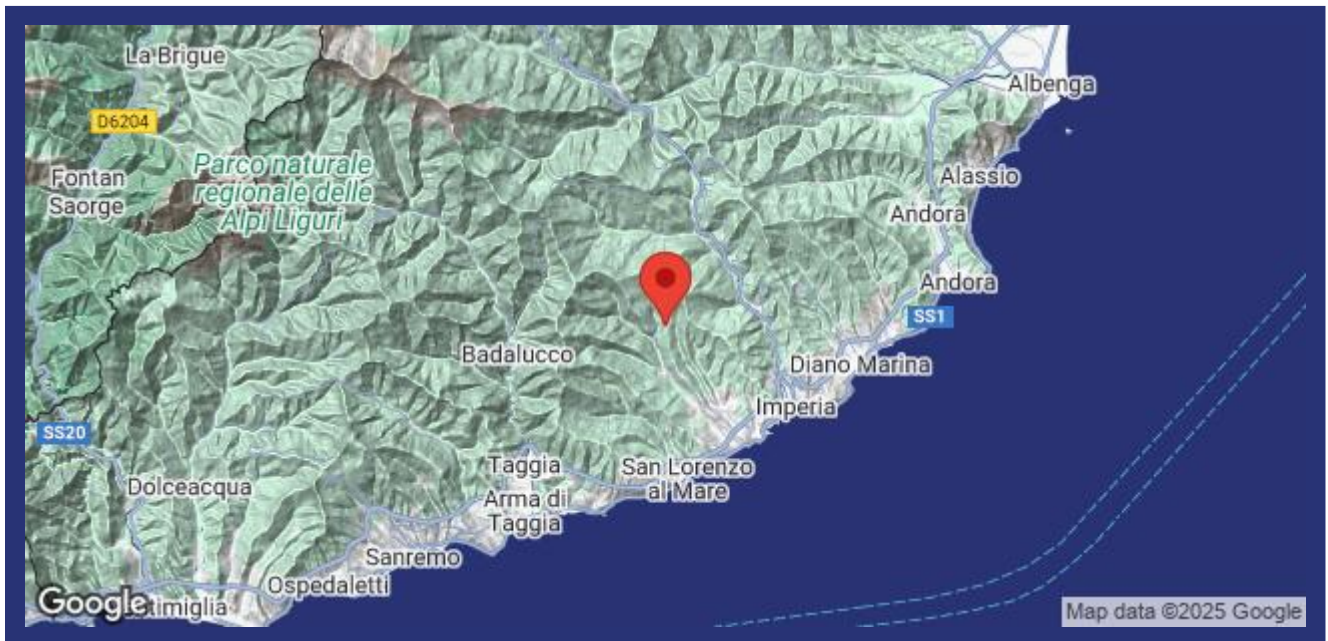 La Brigue
Albenga
D6204
Parco naturale
regionale delle
Alpi Liguri
Fontan
Saorge
Alassio
Andora
Andora
SS1
Badalucco
Diano Marina
Imperia
SS20
Taggia
San Lorenzo
al Mare
Dolceacqua
Arma di
Taggia
Sanremo
Ospedaletti
Google
timiglia
Map data ©2025 Google